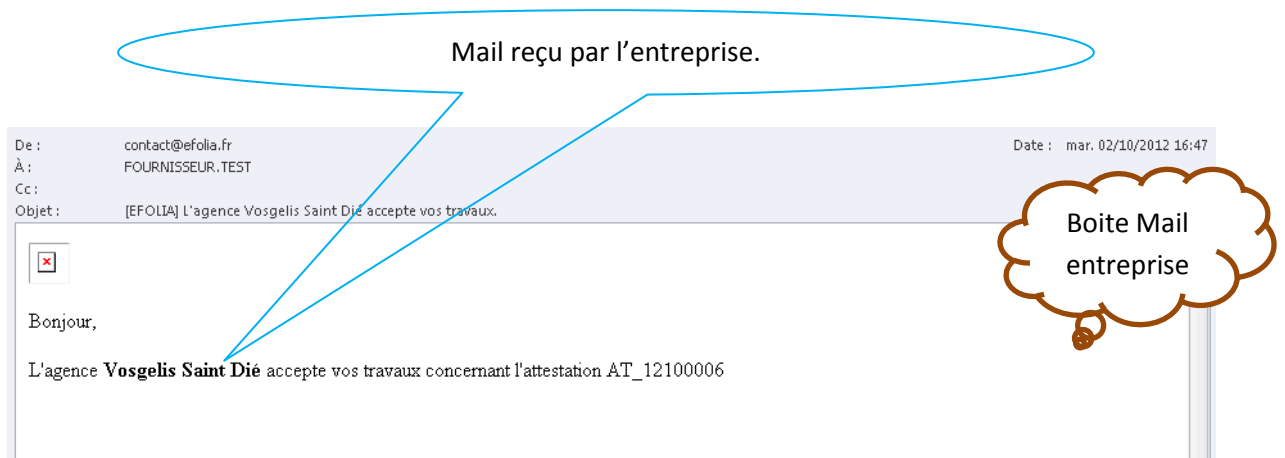 Mail reçu par l’entreprise.
De : contact@efolia.fr Date : mar. 02/10/2012 16:47
À : FOURNISSEUR.TEST
Cc :
Objet : [EFOLIA] L'agence Vosgelis Saint Dié accepte vos travaux.
Boite Mail
entreprise
Bonjour,
L'agence Vosgelis Saint Dié accepte vos travaux concernant l'attestation AT_12100006